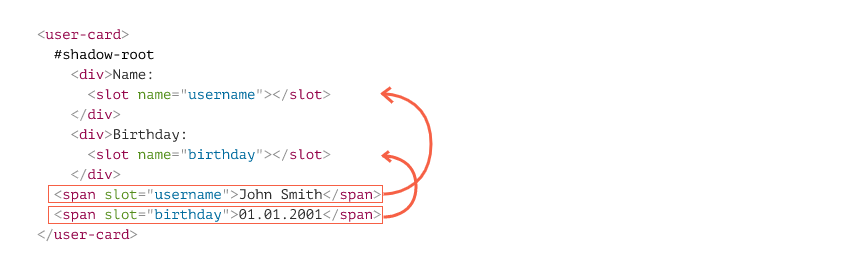 <user-card>
  #shadow-root
    <div>Name:
      <slot name="username"></slot>
    </div>
    <div>Birthday:
      <slot name="birthday"></slot>
    </div>
  <span slot="username">John Smith</span>
  <span slot="birthday">01.01.2001</span>
</user-card>